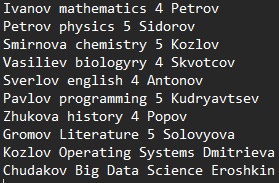 Ivanov mathematics 4 Petrov
Petrov physics 5 Sidorov
Smirnova chemistry 5 Kozlov
Vasiliev biologyry 4 Skvotcov
Sverlov english 4 Antonov
Pavlov programming 5 Kudryavtsev
Zhukova history 4 Popov
Gromov Literature 5 Solovyova
Kozlov Operating Systems Dmitrieva
Chudakov Big Data Science Eroshkin